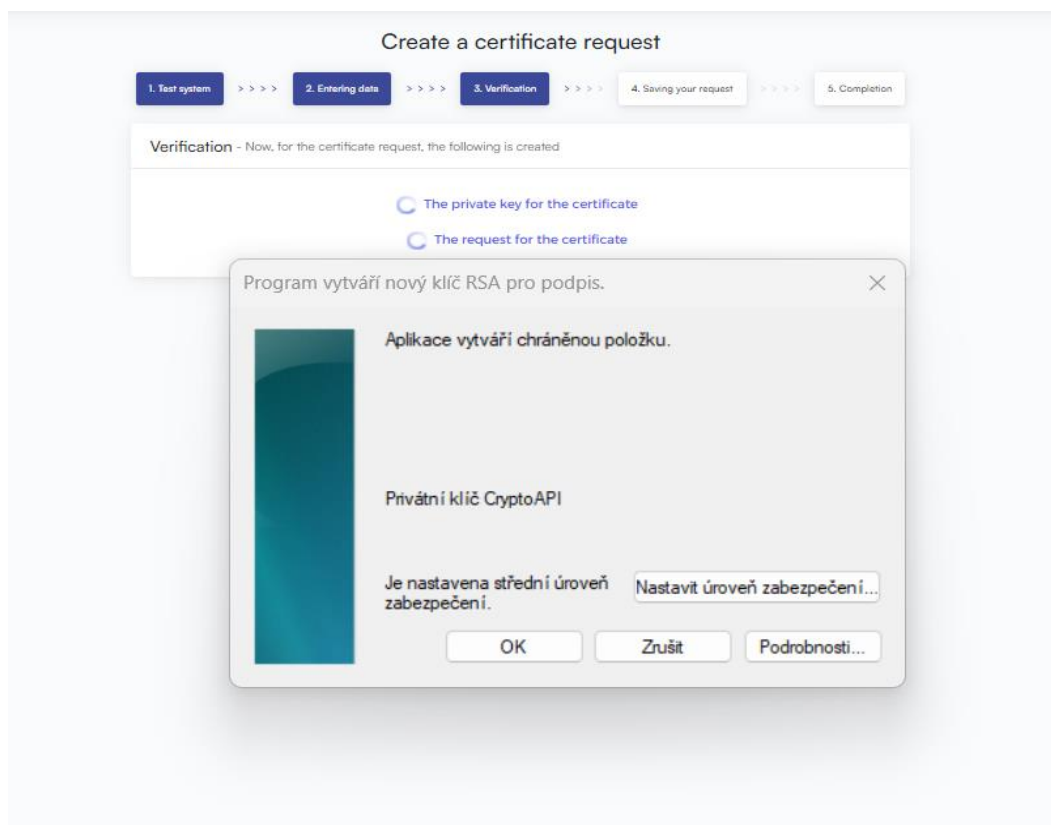 Create a certificate request
1. Test system > > > > 2. Entering data > > > > 3. Verification > > > > 4. Saving your request > > > > 5. Completion
Verification - Now, for the certificate request, the following is created
The private key for the certificate
The request for the certificate
Program vytváří nový klíč RSA pro podpis.
Aplikace vytváří chráněnou položku.
Privátní klíč CryptoAPI
Je nastavena střední úroveň
zabezpečení.
Nastavit úroveň zabezpečení...
OK Zrušit Podrobnosti...